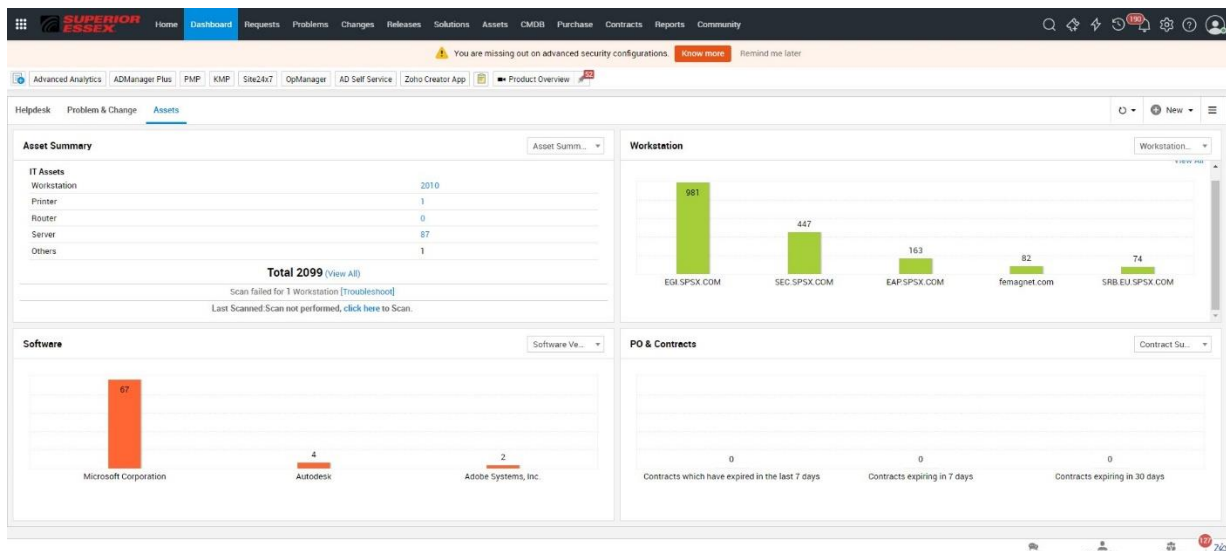 SUPERIOR ESSEX Home Dashboard Requests Problems Changes Releases Solutions Assets CMDB Purchase Contracts Reports Community 190
You are missing out on advanced security configurations. Know more Remind me later
Advanced Analytics ADManager Plus PMP KMP Site24x7 OpManager AD Self Service Zoho Creator App Product Overview 52
Helpdesk Problem & Change Assets New
Asset Summary Asset Summ...
IT Assets
Workstation 2010
Printer 1
Router 0
Server 87
Others 1
Total 2099 (View All)
Scan failed for 1 Workstation [Troubleshoot]
Last Scanned:Scan not performed, click here to Scan.
Workstation Workstation...
View All
981 447 163 82 74
EGI.SPSX.COM SEC.SPSX.COM EAP.SPSX.COM femagnet.com SRB.EU.SPSX.COM
Software Software Ve...
67 4 2
Microsoft Corporation Autodesk Adobe Systems, Inc.
PO & Contracts Contract Su...
0 0 0
Contracts which have expired in the last 7 days Contracts expiring in 7 days Contracts expiring in 30 days
127